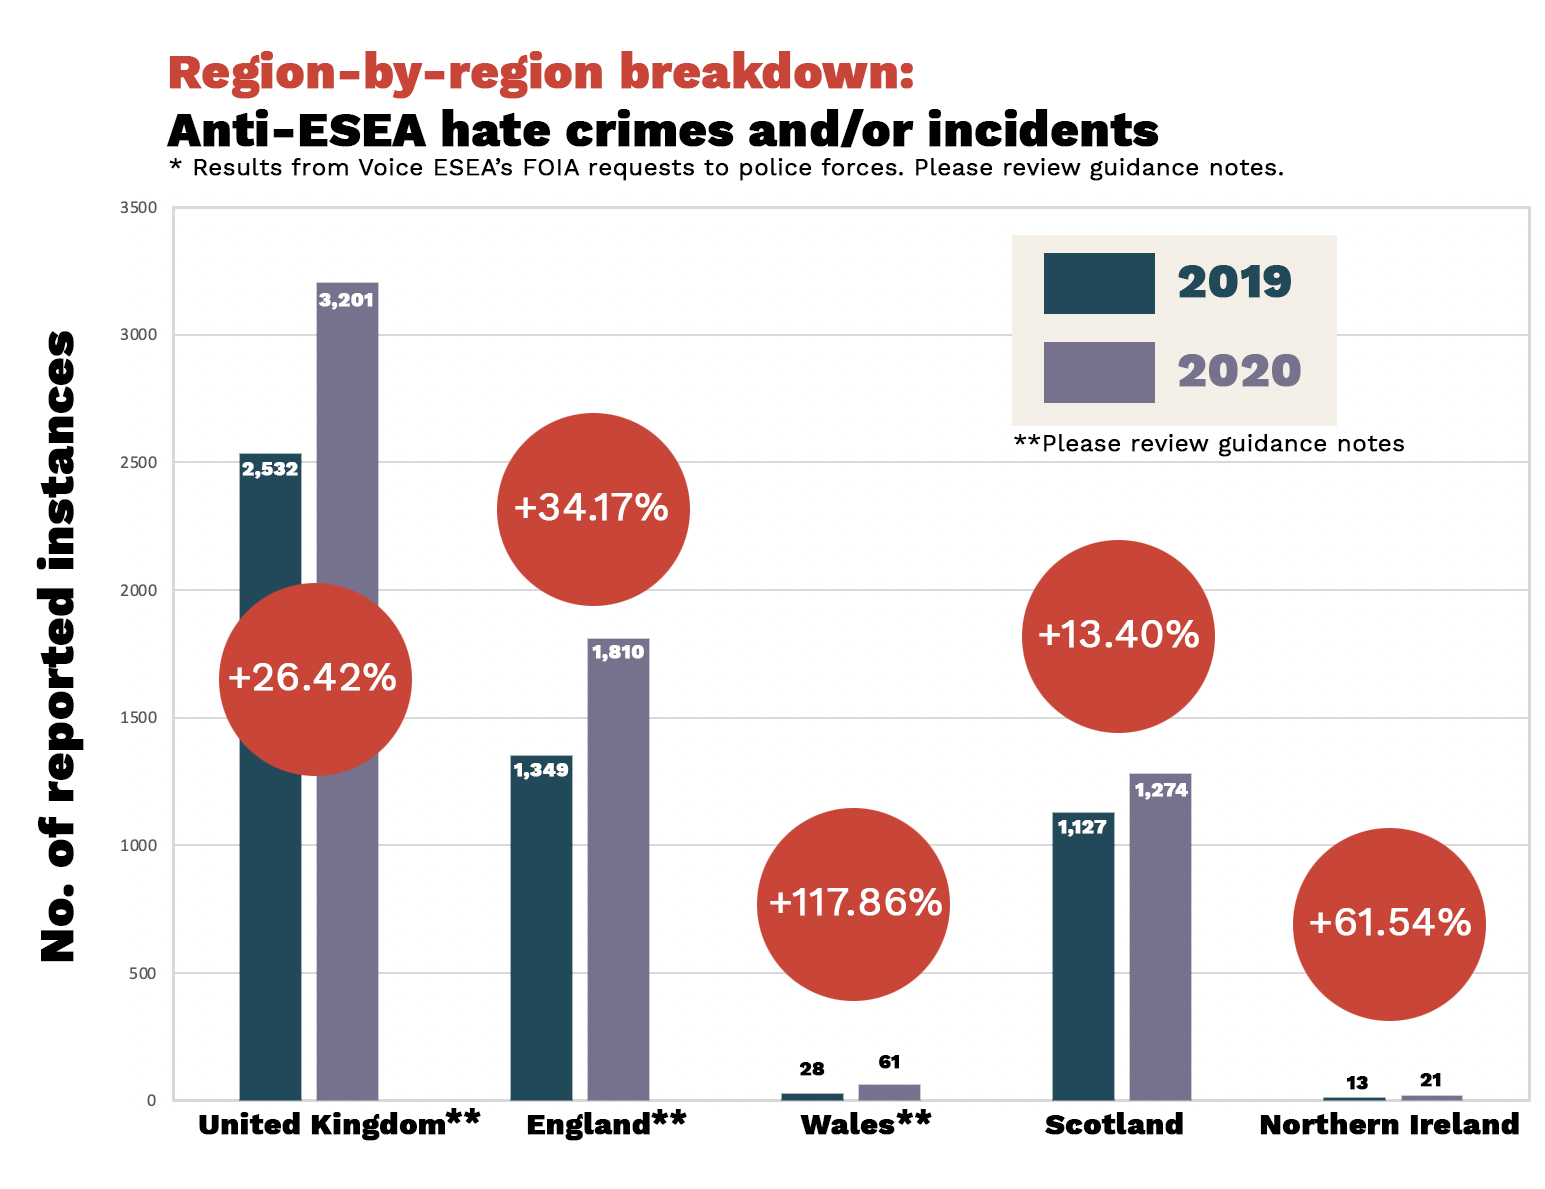 Region-by-region breakdown:
Anti-ESEA hate crimes and/or incidents
* Results from Voice ESEA's FOIA requests to police forces. Please review guidance notes.
No. of reported instances
3500
3000
2500
2000
1500
1000
500
0
2019
2020
**Please review guidance notes
2,532
3,201
+26.42%
1,349
1,810
+34.17%
28
61
+117.86%
1,127
1,274
+13.40%
13
21
+61.54%
United Kingdom**
England**
Wales**
Scotland
Northern Ireland